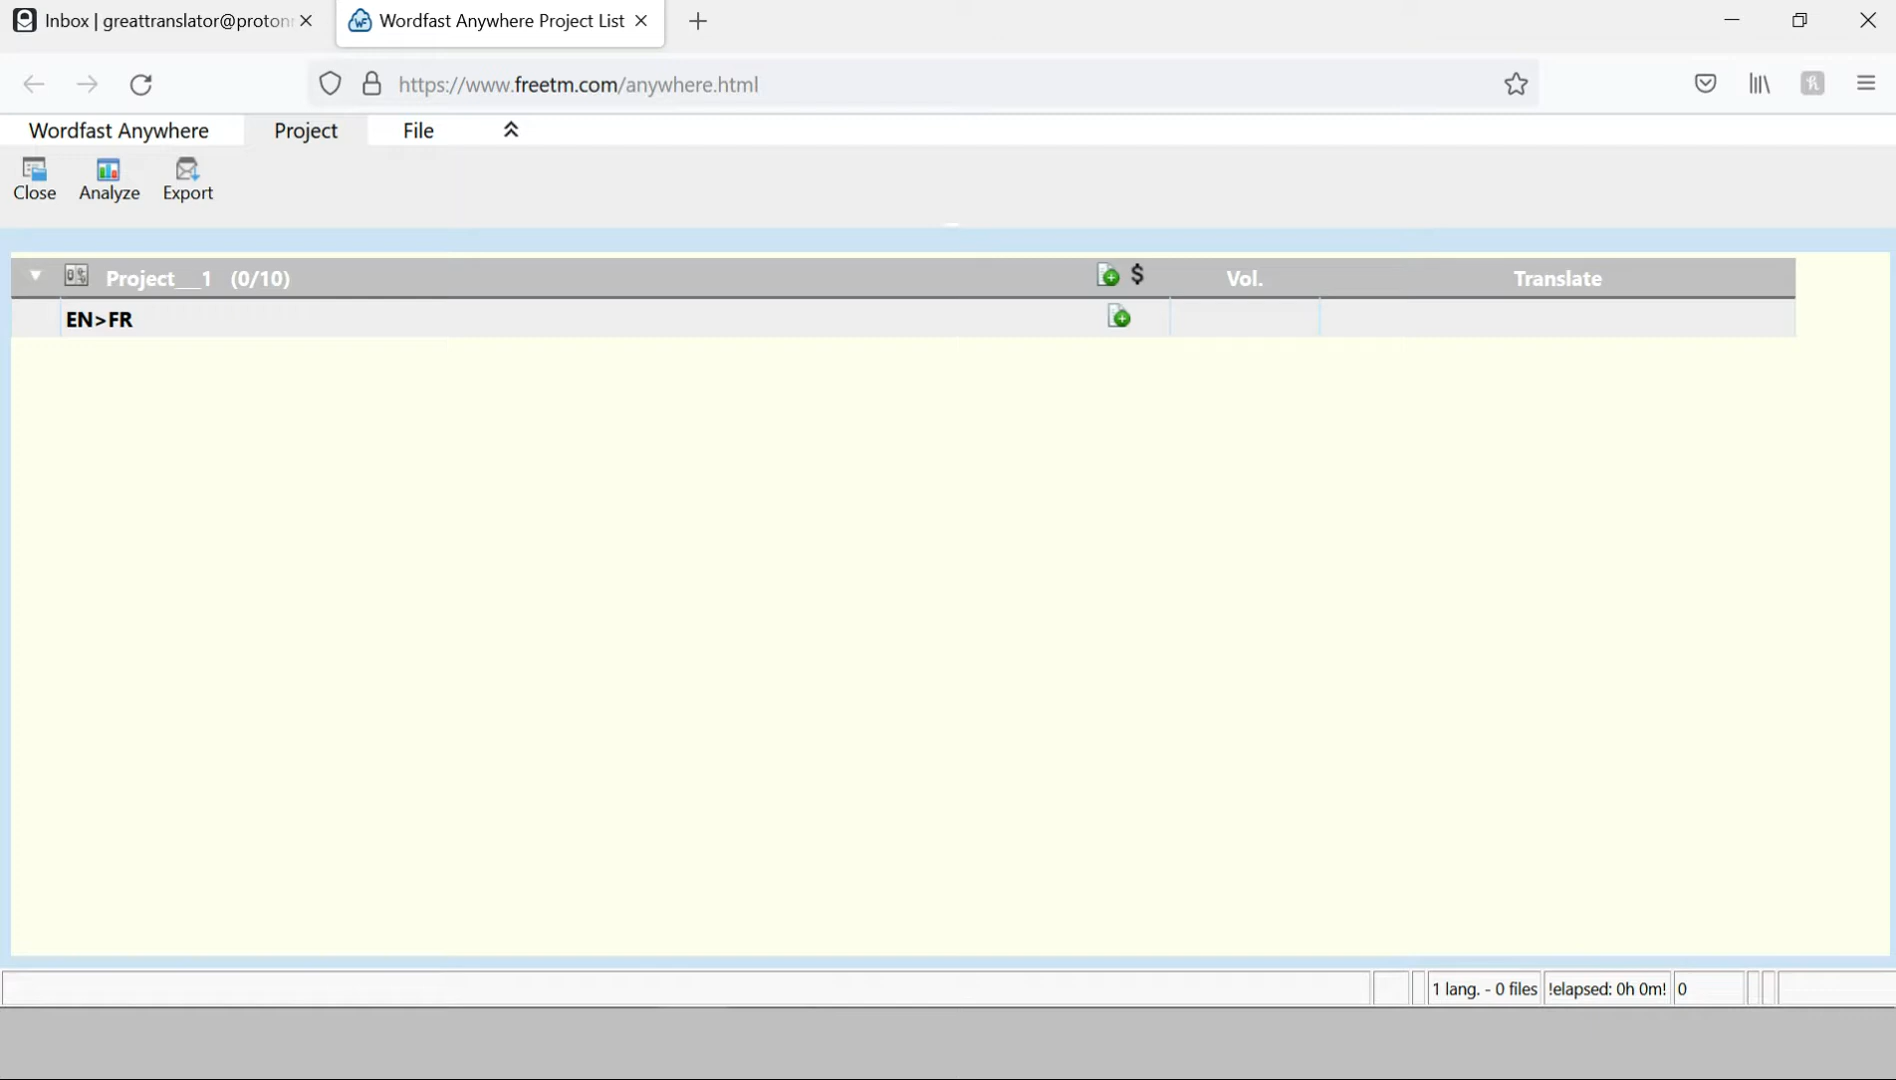 Inbox | greattranslator@proton
Wordfast Anywhere Project List
https://www.freetm.com/anywhere.html
Wordfast Anywhere
Project
File
Close
Analyze
Export
Project__1 (0/10)
$
Vol.
Translate
EN>FR
1 lang. - 0 files
!elapsed: 0h 0m!
0